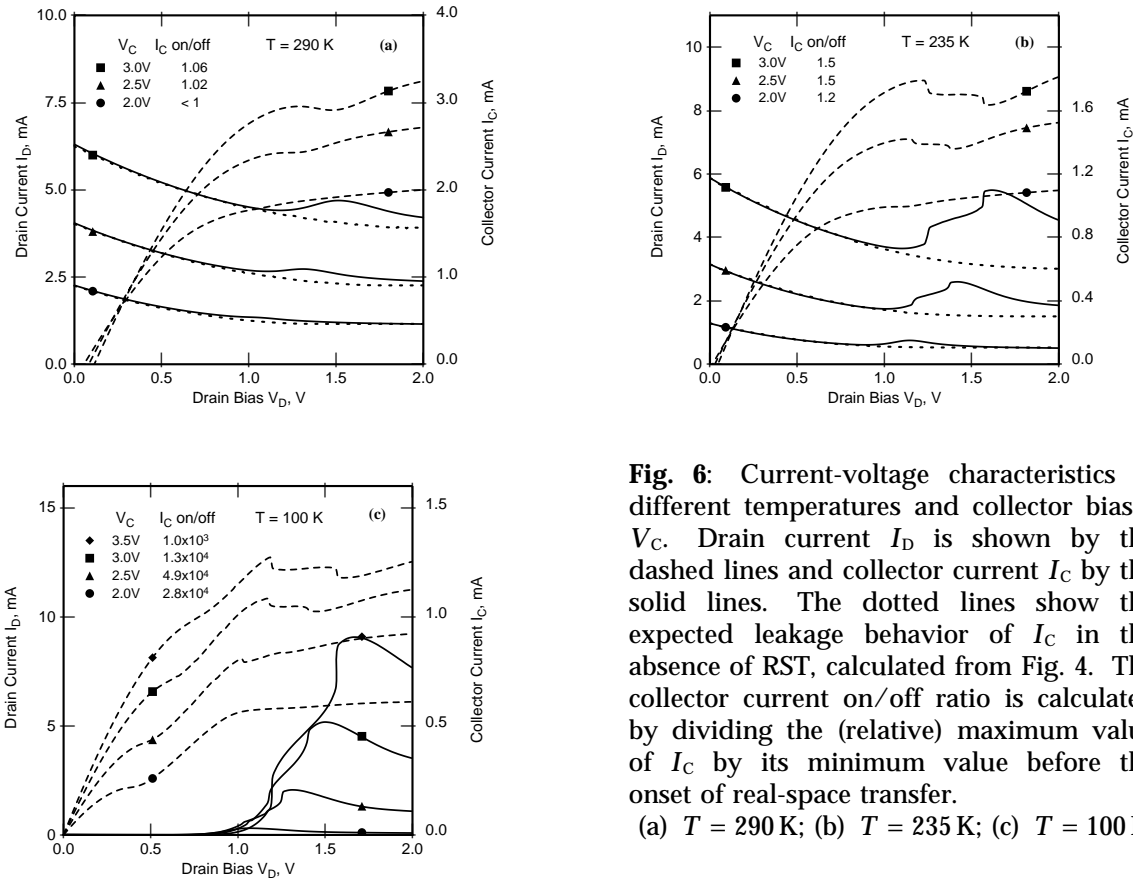 10.0
7.5
5.0
2.5
0.0
Drain Current I_D, mA
V_C I_C on/off T = 290 K (a)
3.0V 1.06
2.5V 1.02
2.0V < 1
4.0
3.0
2.0
1.0
0.0
Collector Current I_C, mA
0.0 0.5 1.0 1.5 2.0
Drain Bias V_D, V
10
8
6
4
2
0
Drain Current I_D, mA
V_C I_C on/off T = 235 K (b)
3.0V 1.5
2.5V 1.5
2.0V 1.2
1.6
1.2
0.8
0.4
0.0
Collector Current I_C, mA
0.0 0.5 1.0 1.5 2.0
Drain Bias V_D, V
15
10
5
0
Drain Current I_D, mA
V_C I_C on/off T = 100 K (c)
3.5V 1.0x10³
3.0V 1.3x10⁴
2.5V 4.9x10⁴
2.0V 2.8x10⁴
1.5
1.0
0.5
0.0
Collector Current I_C, mA
0.0 0.5 1.0 1.5 2.0
Drain Bias V_D, V
Fig. 6: Current-voltage characteristics
different temperatures and collector bias
V_C. Drain current I_D is shown by th
dashed lines and collector current I_C by th
solid lines. The dotted lines show th
expected leakage behavior of I_C in th
absence of RST, calculated from Fig. 4. Th
collector current on/off ratio is calculate
by dividing the (relative) maximum valu
of I_C by its minimum value before th
onset of real-space transfer.
(a) T = 290 K; (b) T = 235 K; (c) T = 100